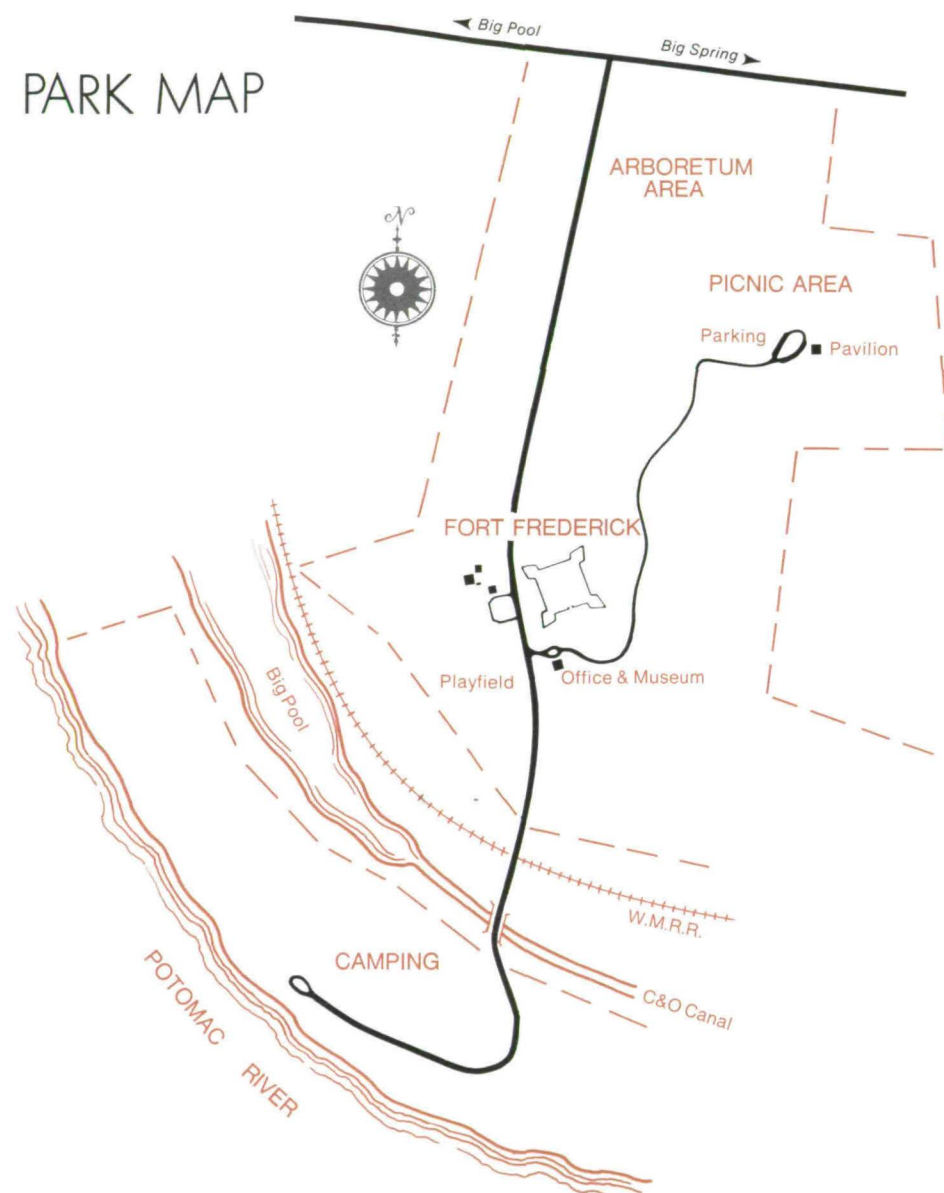 Big Pool
Big Spring
PARK MAP
ARBORETUM
AREA
N
PICNIC AREA
Parking
Pavilion
FORT FREDERICK
Big Pool
Playfield
Office & Museum
W.M.R.R.
CAMPING
C&O Canal
POTOMAC
RIVER